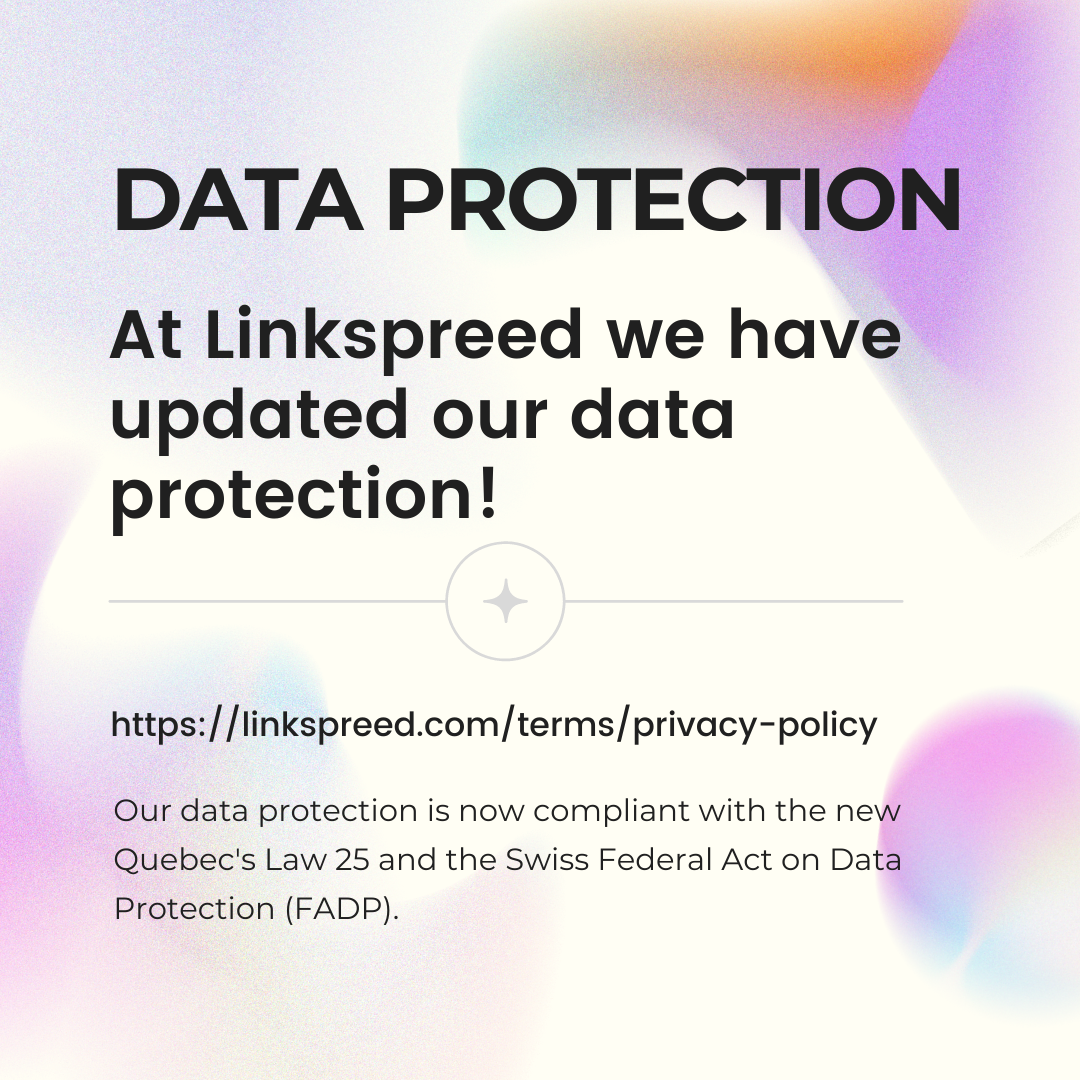 DATA PROTECTION
At Linkspreed we have
updated our data
protection!
https://linkspreed.com/terms/privacy-policy
Our data protection is now compliant with the new
Quebec's Law 25 and the Swiss Federal Act on Data
Protection (FADP).